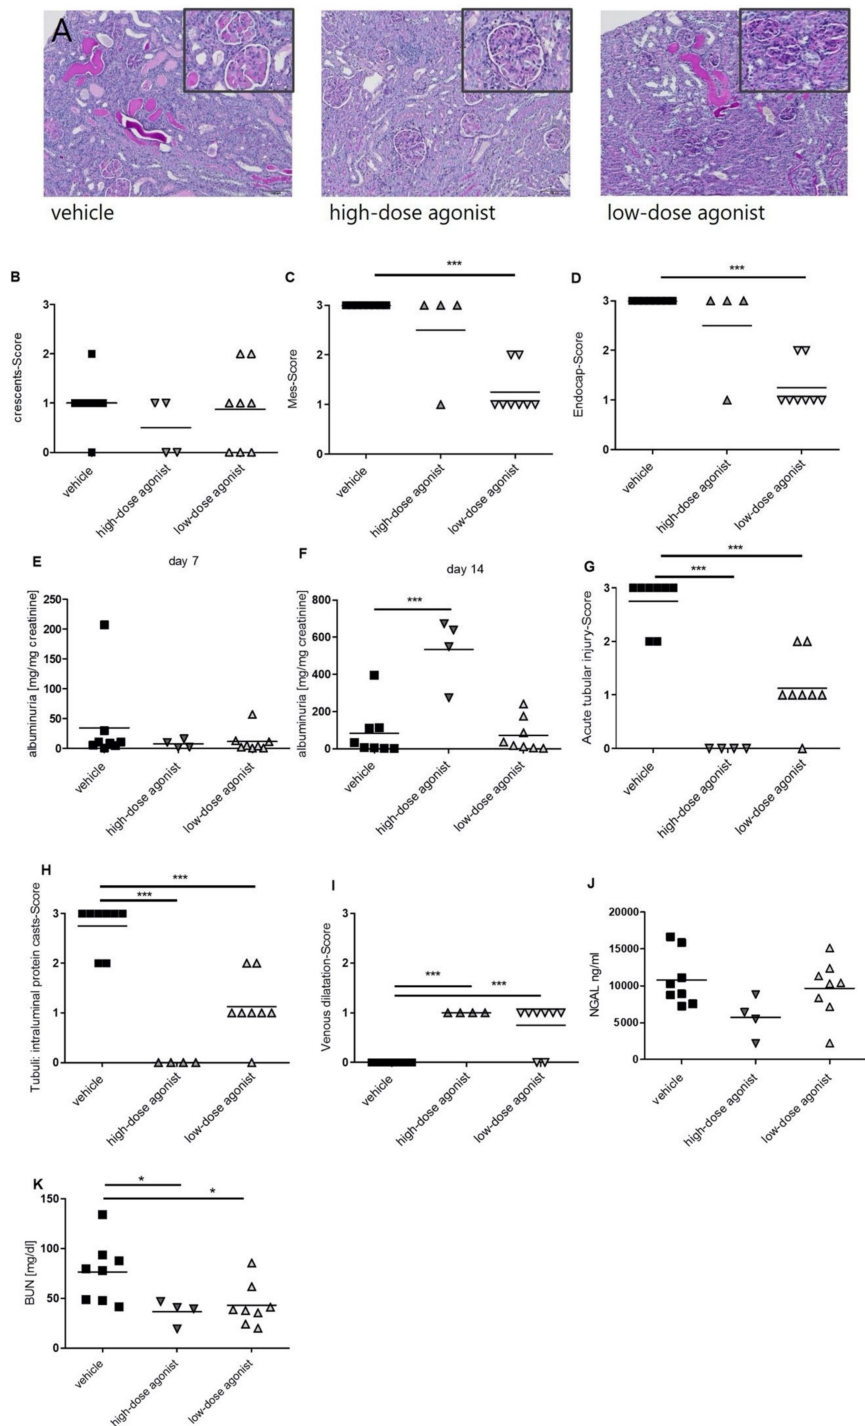 A
vehicle
high-dose agonist
low-dose agonist
B
crescents-Score
3
2
1
0
vehicle
high-dose agonist
low-dose agonist
C
***
Mes-Score
3
2
1
0
vehicle
high-dose agonist
low-dose agonist
D
***
Endocap-Score
3
2
1
0
vehicle
high-dose agonist
low-dose agonist
E
day 7
albuminuria [mg/mg creatinine]
250
200
150
100
50
0
vehicle
high-dose agonist
low-dose agonist
F
day 14
***
albuminuria [mg/mg creatinine]
800
600
400
200
0
vehicle
high-dose agonist
low-dose agonist
G
***
***
Acute tubular injury-Score
3
2
1
0
vehicle
high-dose agonist
low-dose agonist
H
***
***
Tubuli: intraluminal protein casts-Score
3
2
1
0
vehicle
high-dose agonist
low-dose agonist
I
***
***
Venous dilatation-Score
3
2
1
0
vehicle
high-dose agonist
low-dose agonist
J
NGAL ng/ml
20000
15000
10000
5000
0
vehicle
high-dose agonist
low-dose agonist
K
*
*
BUN [mg/dl]
150
100
50
0
vehicle
high-dose agonist
low-dose agonist